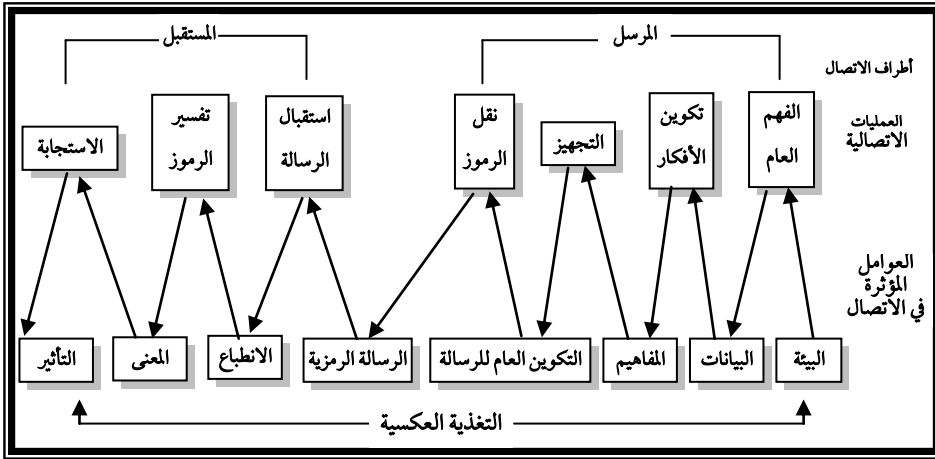 المرسل
المستقبل
أطراف الاتصال
العمليات
الاتصالية
الفهم
العام
تكوين
الأفكار
التجهيز
نقل
الرموز
استقبال
الرسالة
تفسير
الرموز
الاستجابة
العوامل
المؤثرة
في الاتصال
البيئة
البيانات
المفاهيم
التكوين العام للرسالة
الرسالة الرمزية
الانطباع
المعنى
التأثير
التغذية العكسية